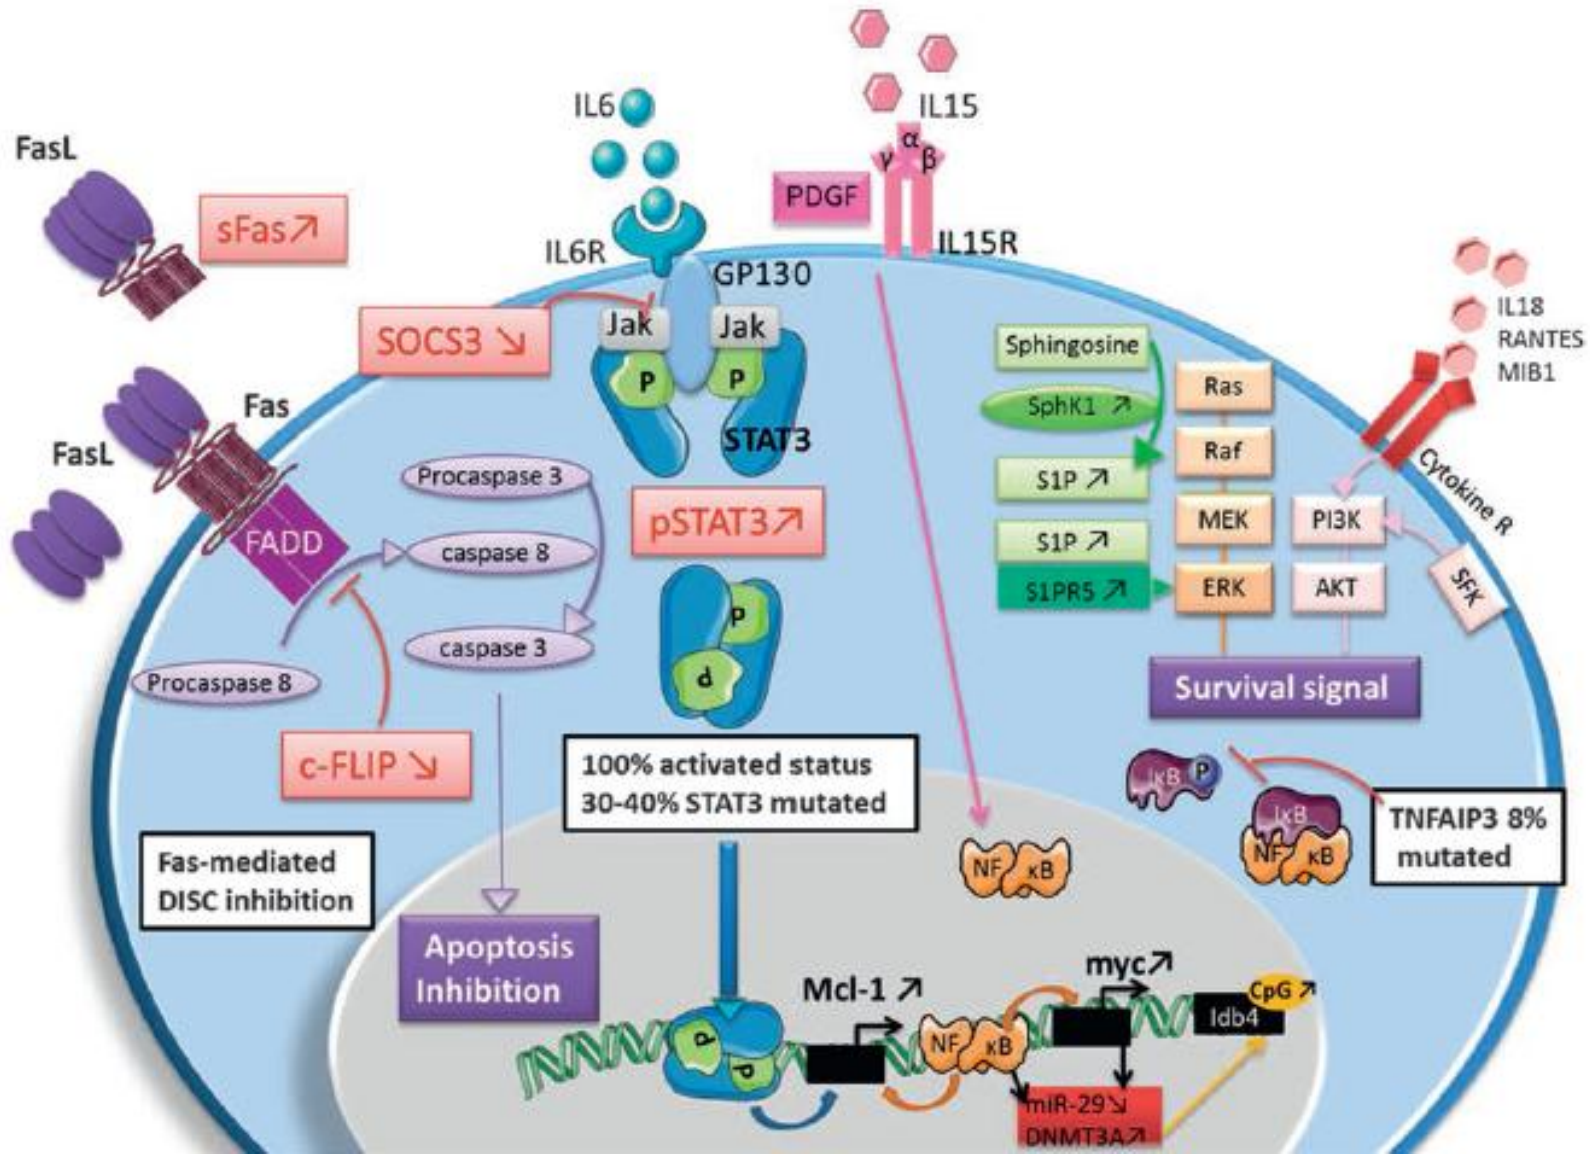 IL6
IL15
α
γ
β
FasL
sFas↗
PDGF
IL6R
IL15R
GP130
IL18
RANTES
MIB1
SOCS3 ↘
Jak
Jak
P
P
STAT3
Sphingosine
SphK1 ↗
S1P ↗
S1P ↗
S1PR5 ↗
Ras
Raf
MEK
ERK
Cytokine R
PI3K
AKT
SFK
Survival signal
Fas
FasL
FADD
Procaspase 3
caspase 8
caspase 3
Procaspase 8
c-FLIP ↘
pSTAT3↗
P
P
100% activated status
30-40% STAT3 mutated
IκB
P
IκB
NF
κB
TNFAIP3 8%
mutated
Fas-mediated
DISC inhibition
Apoptosis
Inhibition
NF
κB
Mcl-1 ↗
myc↗
P
P
NF
κB
CpG ↗
Idb4
miR-29↘
DNMT3A↗